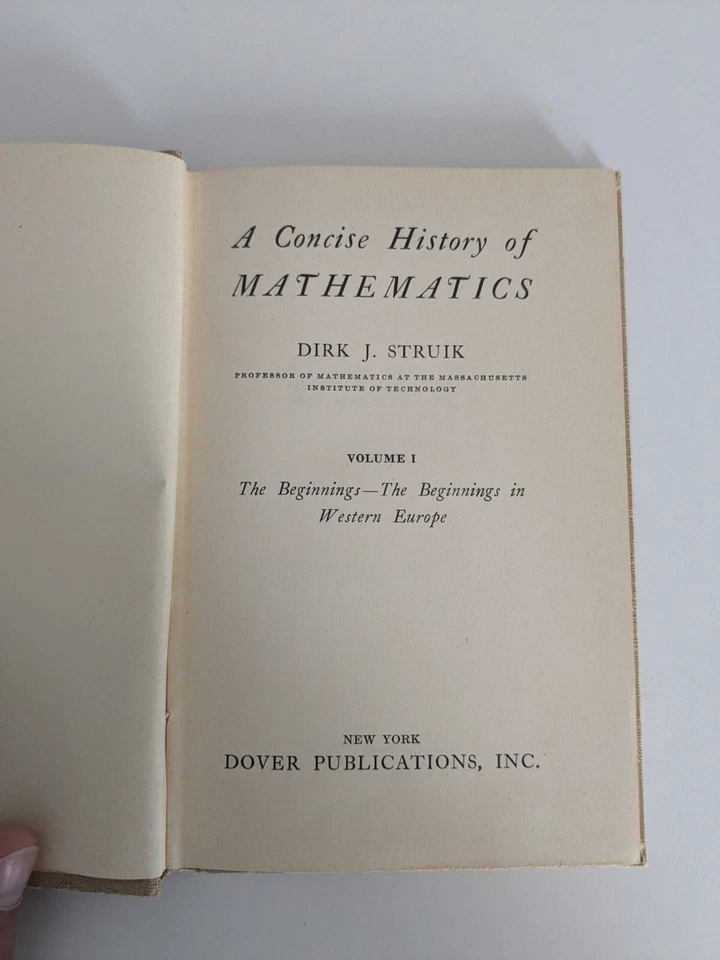 A Concise History of
MATHEMATICS
DIRK J. STRUIK
PROFESSOR OF MATHEMATICS AT THE MASSACHUSETTS
INSTITUTE OF TECHNOLOGY
VOLUME I
The Beginnings—The Beginnings in
Western Europe
NEW YORK
DOVER PUBLICATIONS, INC.